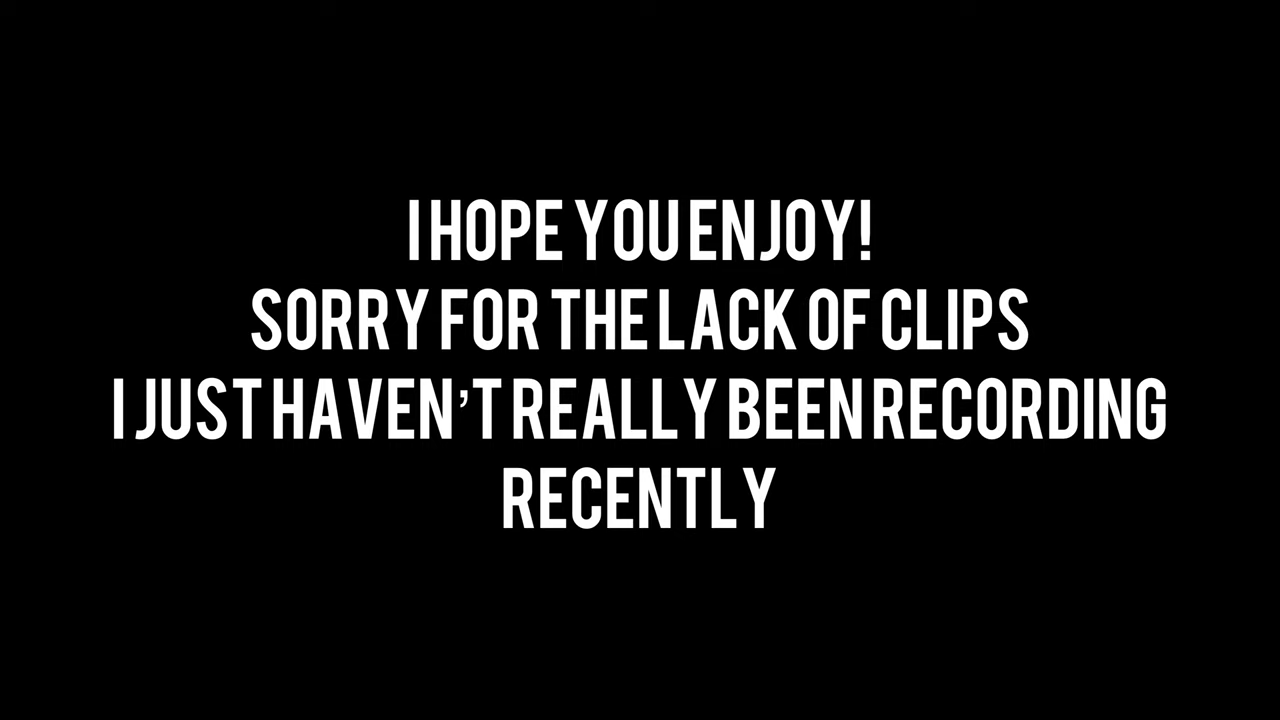 I HOPE YOU ENJOY!
SORRY FOR THE LACK OF CLIPS
I JUST HAVEN'T REALLY BEEN RECORDING
RECENTLY